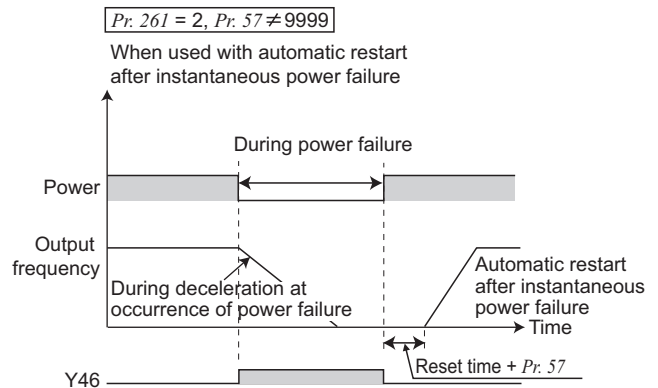 Pr. 261 = 2, Pr. 57 ≠ 9999
When used with automatic restart
after instantaneous power failure
During power failure
Power
Output
frequency
During deceleration at
occurrence of power failure
Automatic restart
after instantaneous
power failure
Time
Reset time + Pr. 57
Y46